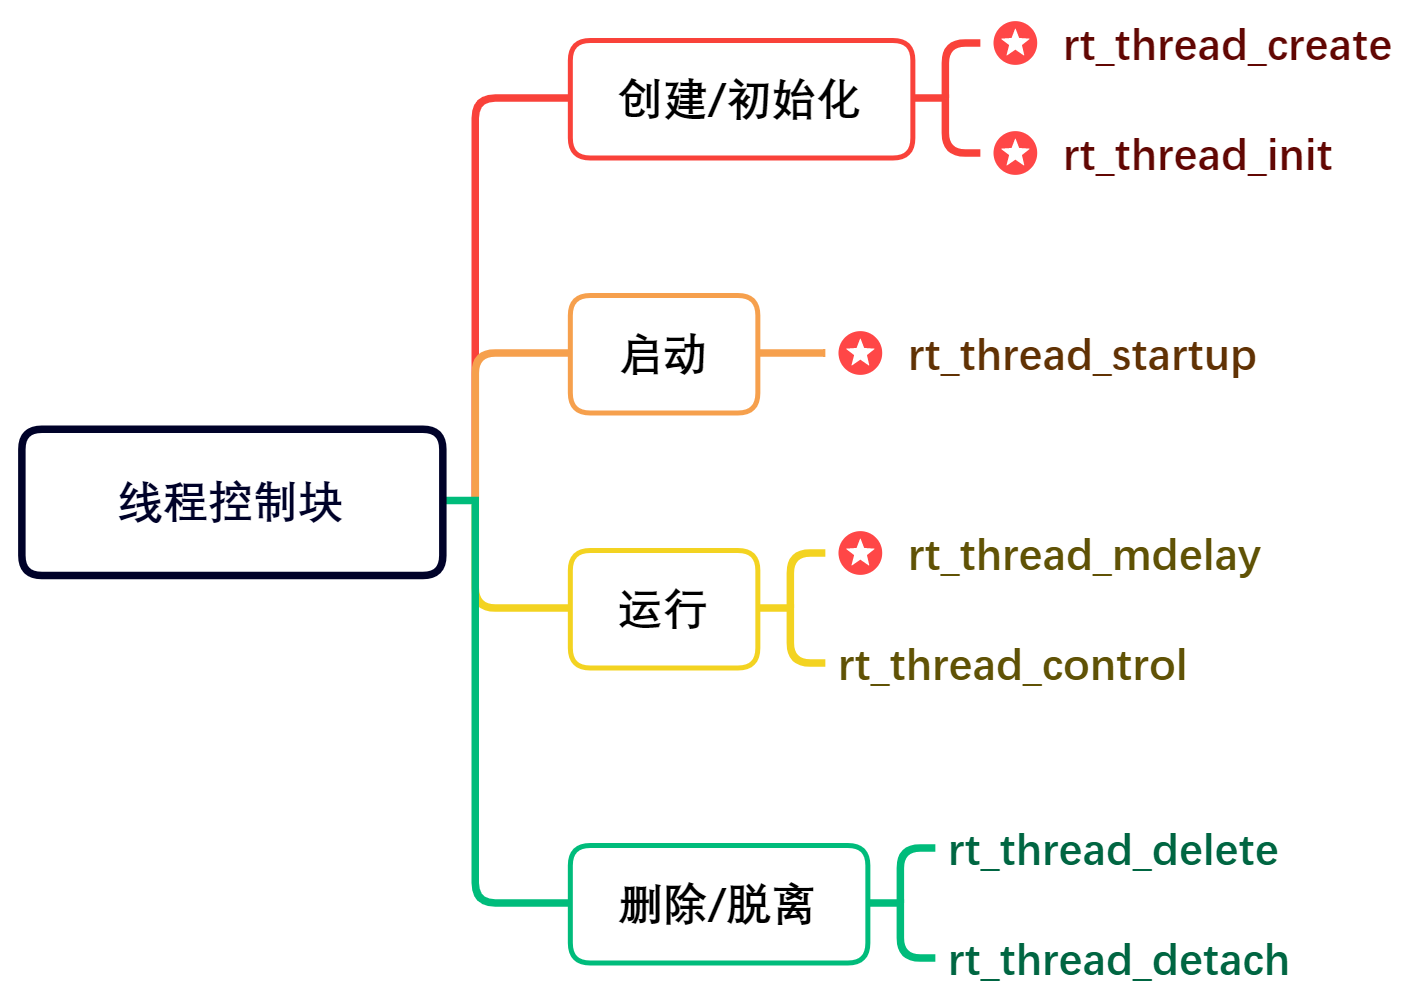 线程控制块
创建/初始化
rt_thread_create
rt_thread_init
启动
rt_thread_startup
运行
rt_thread_mdelay
rt_thread_control
删除/脱离
rt_thread_delete
rt_thread_detach